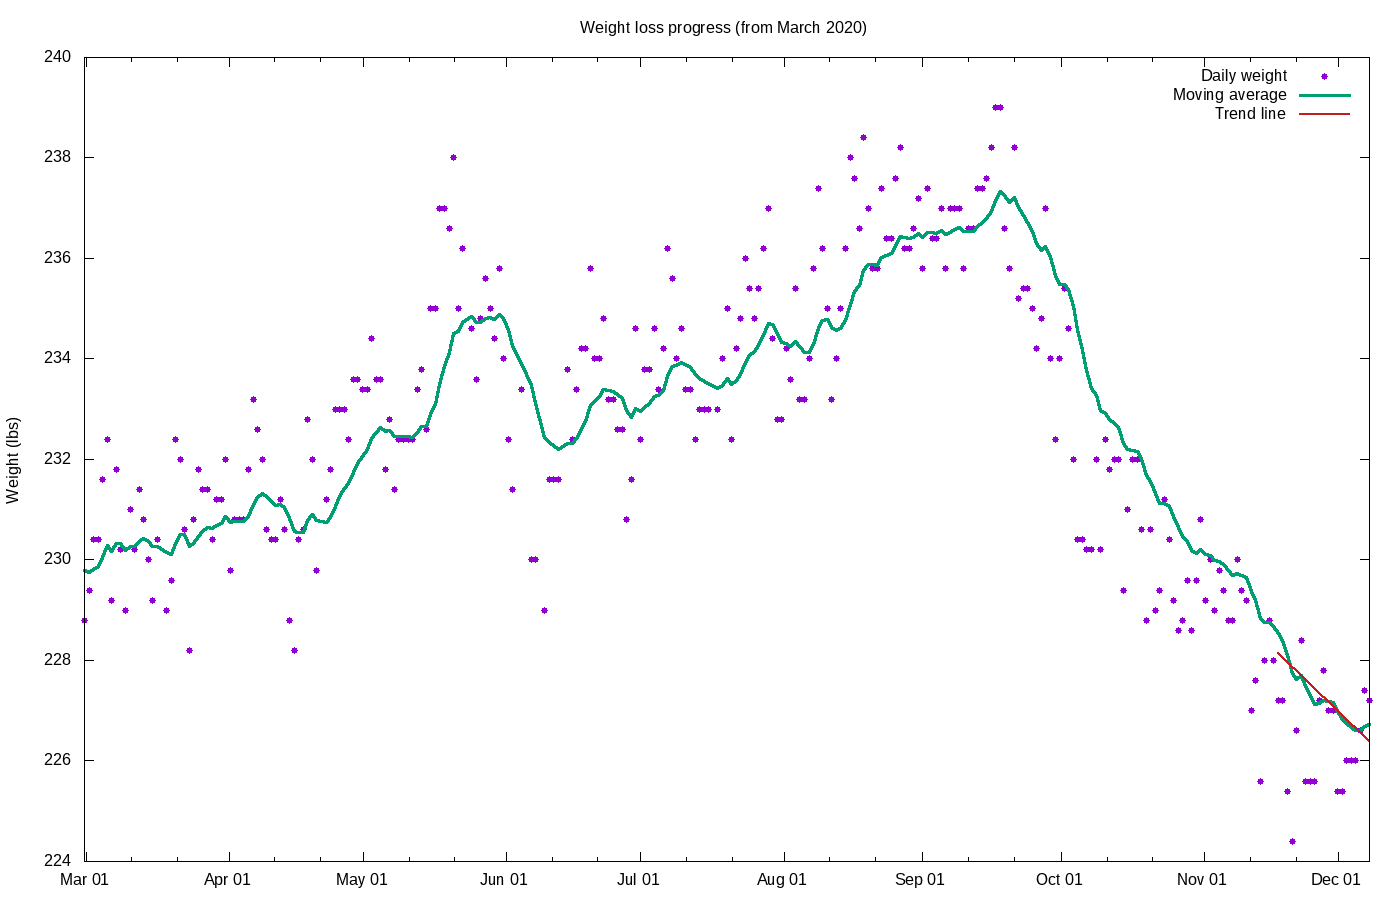 Weight loss progress (from March 2020)
Daily weight
Moving average
Trend line
Weight (lbs)
240
238
236
234
232
230
228
226
224
Mar 01 Apr 01 May 01 Jun 01 Jul 01 Aug 01 Sep 01 Oct 01 Nov 01 Dec 01